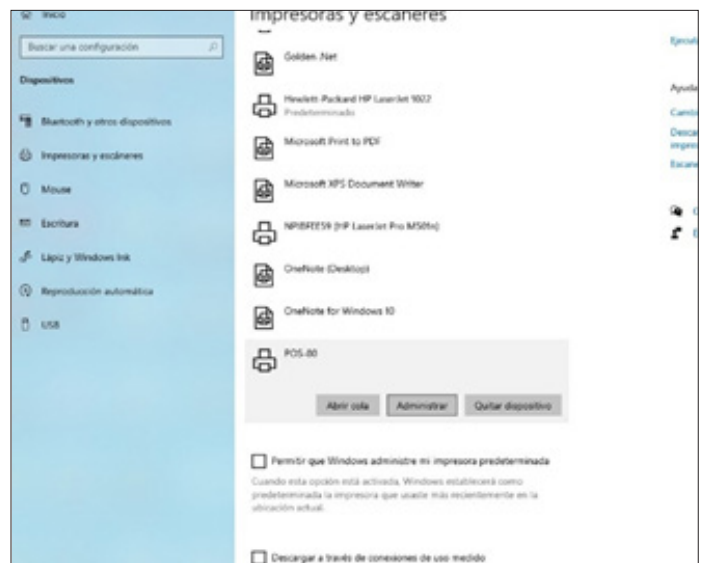 Inicio
Buscar una configuración
Dispositivos
Bluetooth y otros dispositivos
Impresoras y escáneres
Mouse
Escritura
Lápiz y Windows Ink
Reproducción automática
USB
Impresoras y escáneres
Golden .Net
Hewlett-Packard HP LaserJet 1022
Predeterminado
Microsoft Print to PDF
Microsoft XPS Document Writer
(HP LaserJet Pro M501n)
OneNote (Desktop)
OneNote for Windows 10
POS-80
Abrir cola
Administrar
Quitar dispositivo
Permitir que Windows administre mi impresora predeterminada
Cuando esta opción está activada, Windows establecerá como
predeterminada la impresora que usaste más recientemente en la
ubicación actual.
Descargar a través de conexiones de uso medido